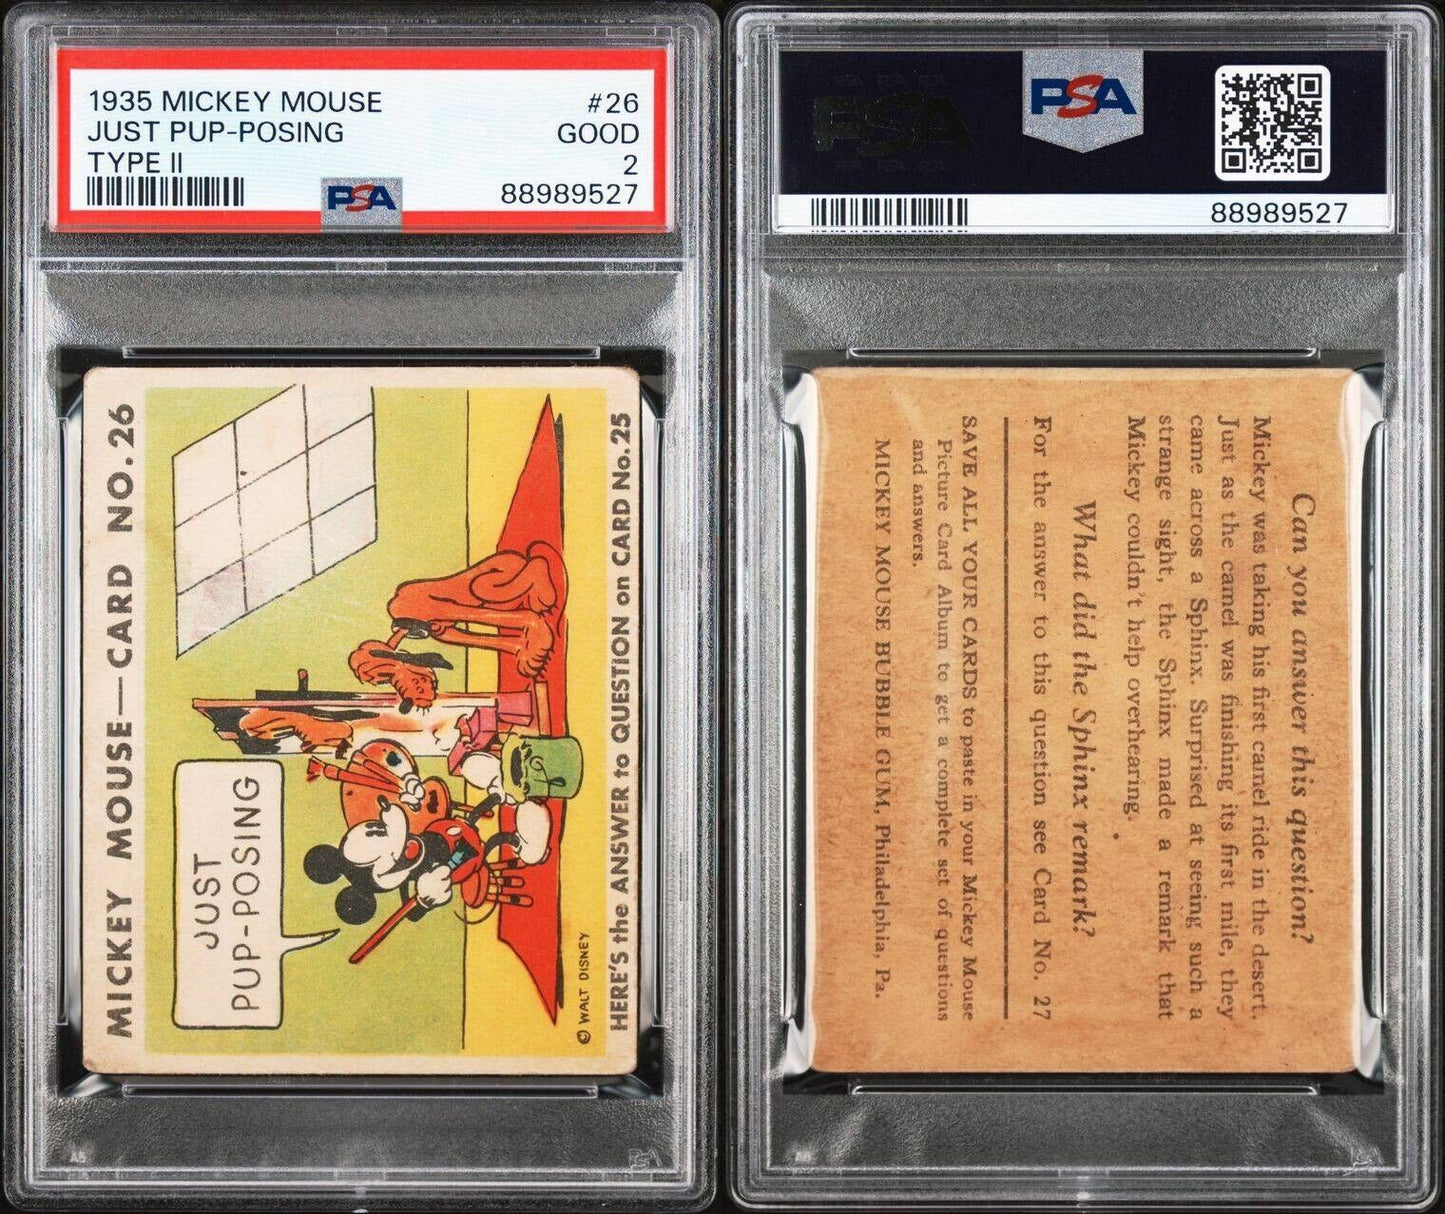 1935 MICKEY MOUSE #26
JUST PUP-POSING GOOD
TYPE II 2
PSA 88989527
MICKEY MOUSE—CARD NO. 26
JUST
PUP-POSING
© WALT DISNEY
HERE'S the ANSWER to QUESTION on CARD No. 25
PSA
PSA
88989527
Can you answer this question?
Mickey was taking his first camel ride in the desert.
Just as the camel was finishing its first mile, they
came across a Sphinx. Surprised at seeing such a
strange sight, the Sphinx made a remark that
Mickey couldn't help overhearing.
What did the Sphinx remark?
For the answer to this question see Card No. 27
SAVE ALL YOUR CARDS to paste in your Mickey Mouse
Picture Card Album to get a complete set of questions
and answers.
MICKEY MOUSE BUBBLE GUM, Philadelphia, Pa.